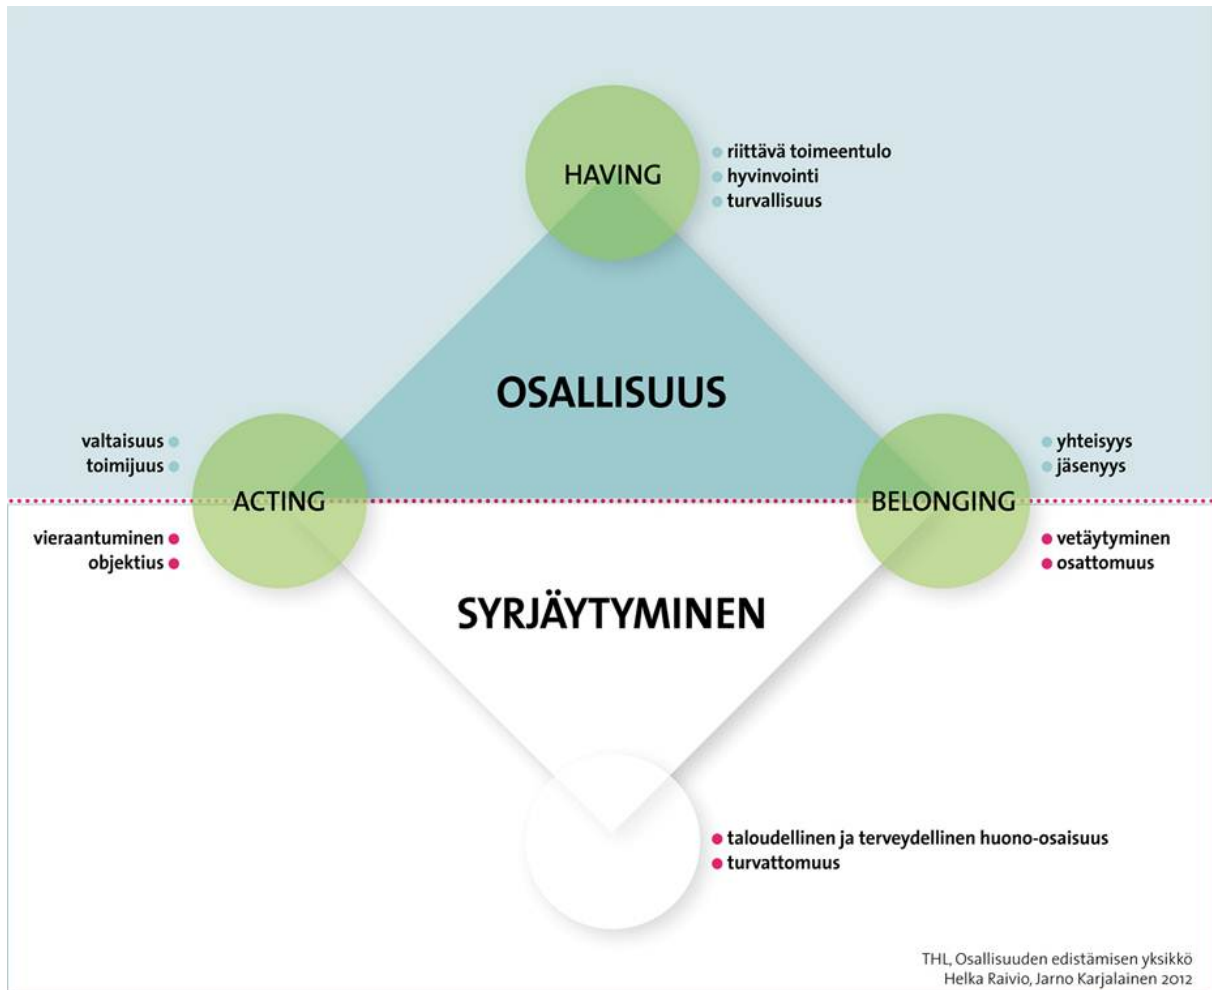 HAVING
riittävä toimeentulo
hyvinvointi
turvallisuus
OSALLISUUS
valtaisuus
toimijuus
ACTING
vieraantuminen
objektius
yhteisyys
jäsenyys
BELONGING
vetäytyminen
osattomuus
SYRJÄYTYMINEN
taloudellinen ja terveydellinen huono-osaisuus
turvattomuus
THL, Osallisuuden edistämisen yksikkö
Helka Raivio, Jarno Karjalainen 2012